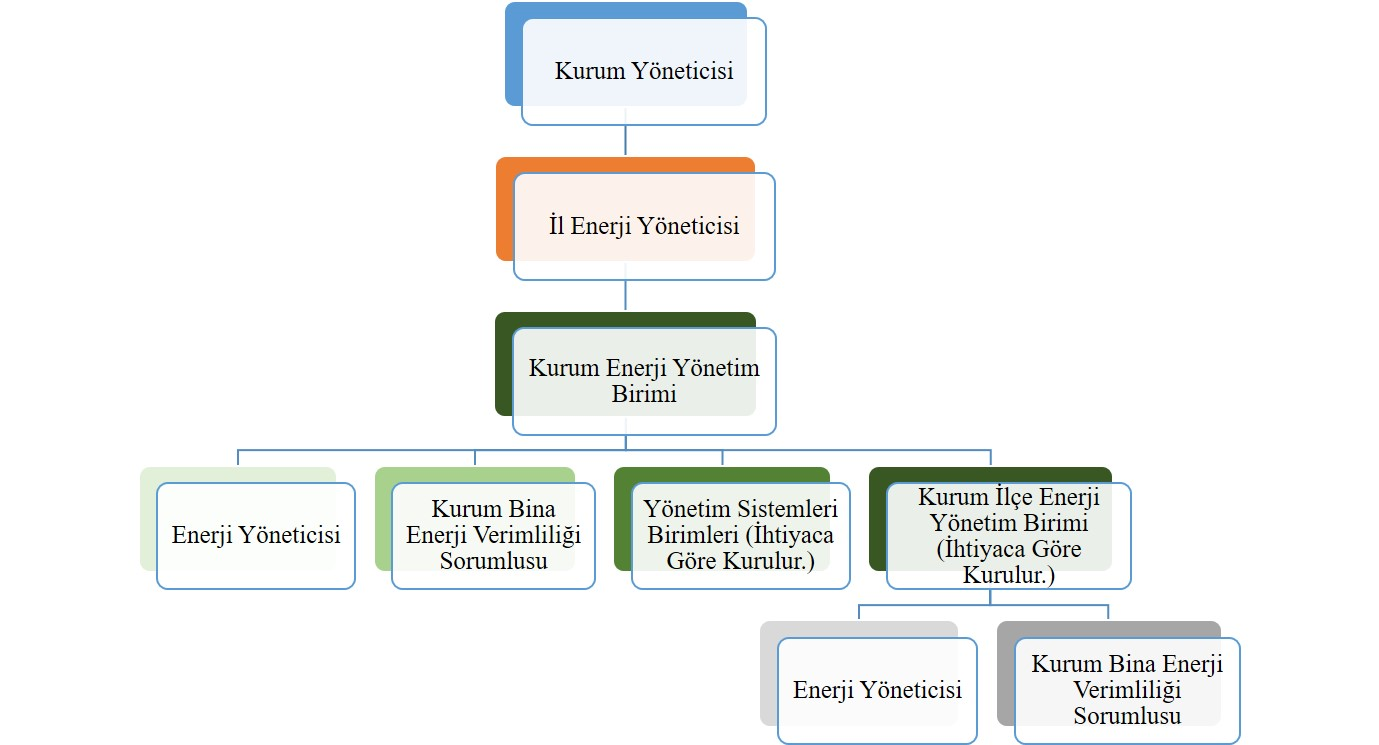 Kurum Yöneticisi
İl Enerji Yöneticisi
Kurum Enerji Yönetim
Birimi
Enerji Yöneticisi
Kurum Bina
Enerji Verimliliği
Sorumlusu
Yönetim Sistemleri
Birimleri (İhtiyaca
Göre Kurulur.)
Kurum İlçe Enerji
Yönetim Birimi
(İhtiyaca Göre
Kurulur.)
Enerji Yöneticisi
Kurum Bina Enerji
Verimliliği
Sorumlusu